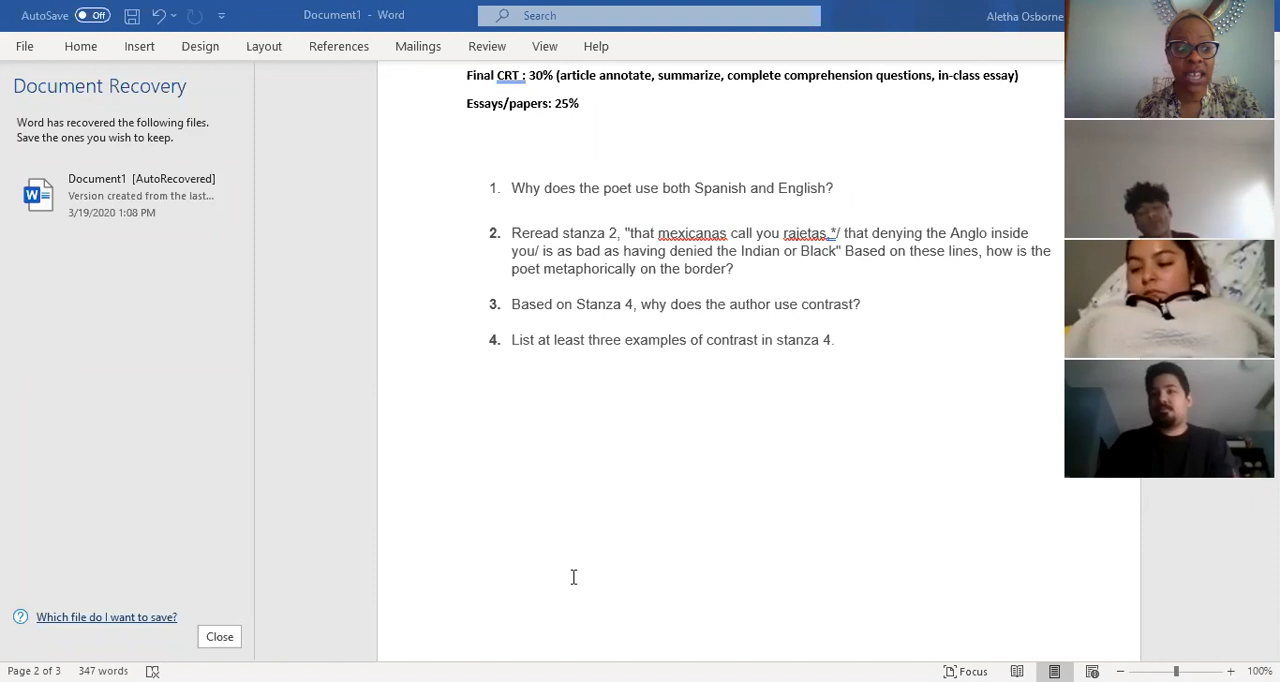 AutoSave Off Document1 - Word Search Aletha Osborne
File Home Insert Design Layout References Mailings Review View Help
Document Recovery
Word has recovered the following files.
Save the ones you wish to keep.
Document1 [AutoRecovered]
Version created from the last...
3/19/2020 1:08 PM
Final CRT : 30% (article annotate, summarize, complete comprehension questions, in-class essay)
Essays/papers: 25%
1. Why does the poet use both Spanish and English?
2. Reread stanza 2, "that mexicanas call you rajetas,*/ that denying the Anglo inside
you/ is as bad as having denied the Indian or Black" Based on these lines, how is the
poet metaphorically on the border?
3. Based on Stanza 4, why does the author use contrast?
4. List at least three examples of contrast in stanza 4.
Which file do I want to save?
Close
Page 2 of 3 347 words Focus 100%